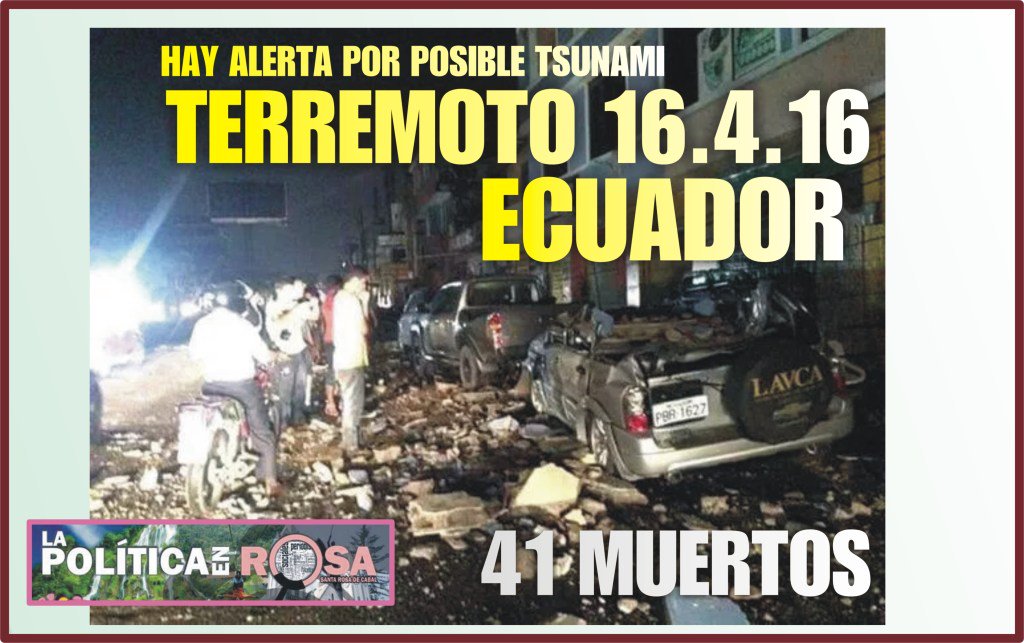 HAY ALERTA POR POSIBLE TSUNAMI
TERREMOTO 16.4.16
ECUADOR
LAVCA
PBR-1627
LA
POLÍTICA EN ROSA
SANTA ROSA DE CABAL
41 MUERTOS